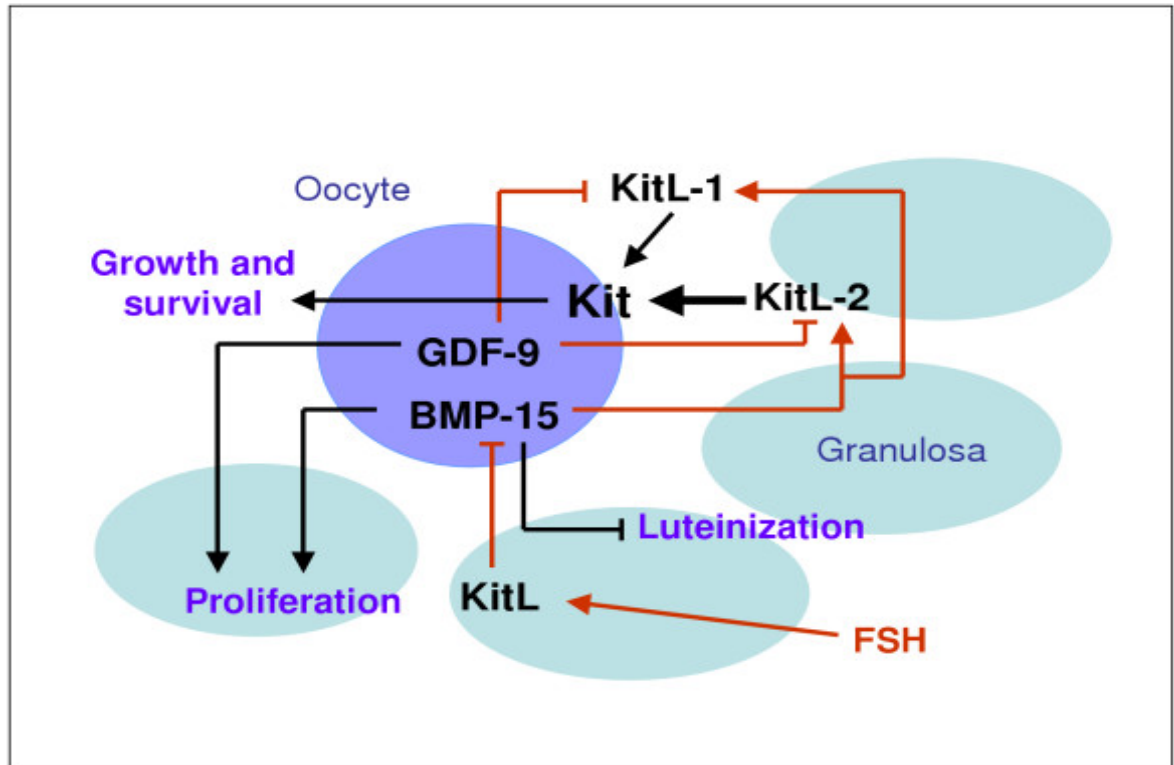 Oocyte
KitL-1
Growth and
survival
Kit
KitL-2
GDF-9
BMP-15
Granulosa
Luteinization
Proliferation
KitL
FSH